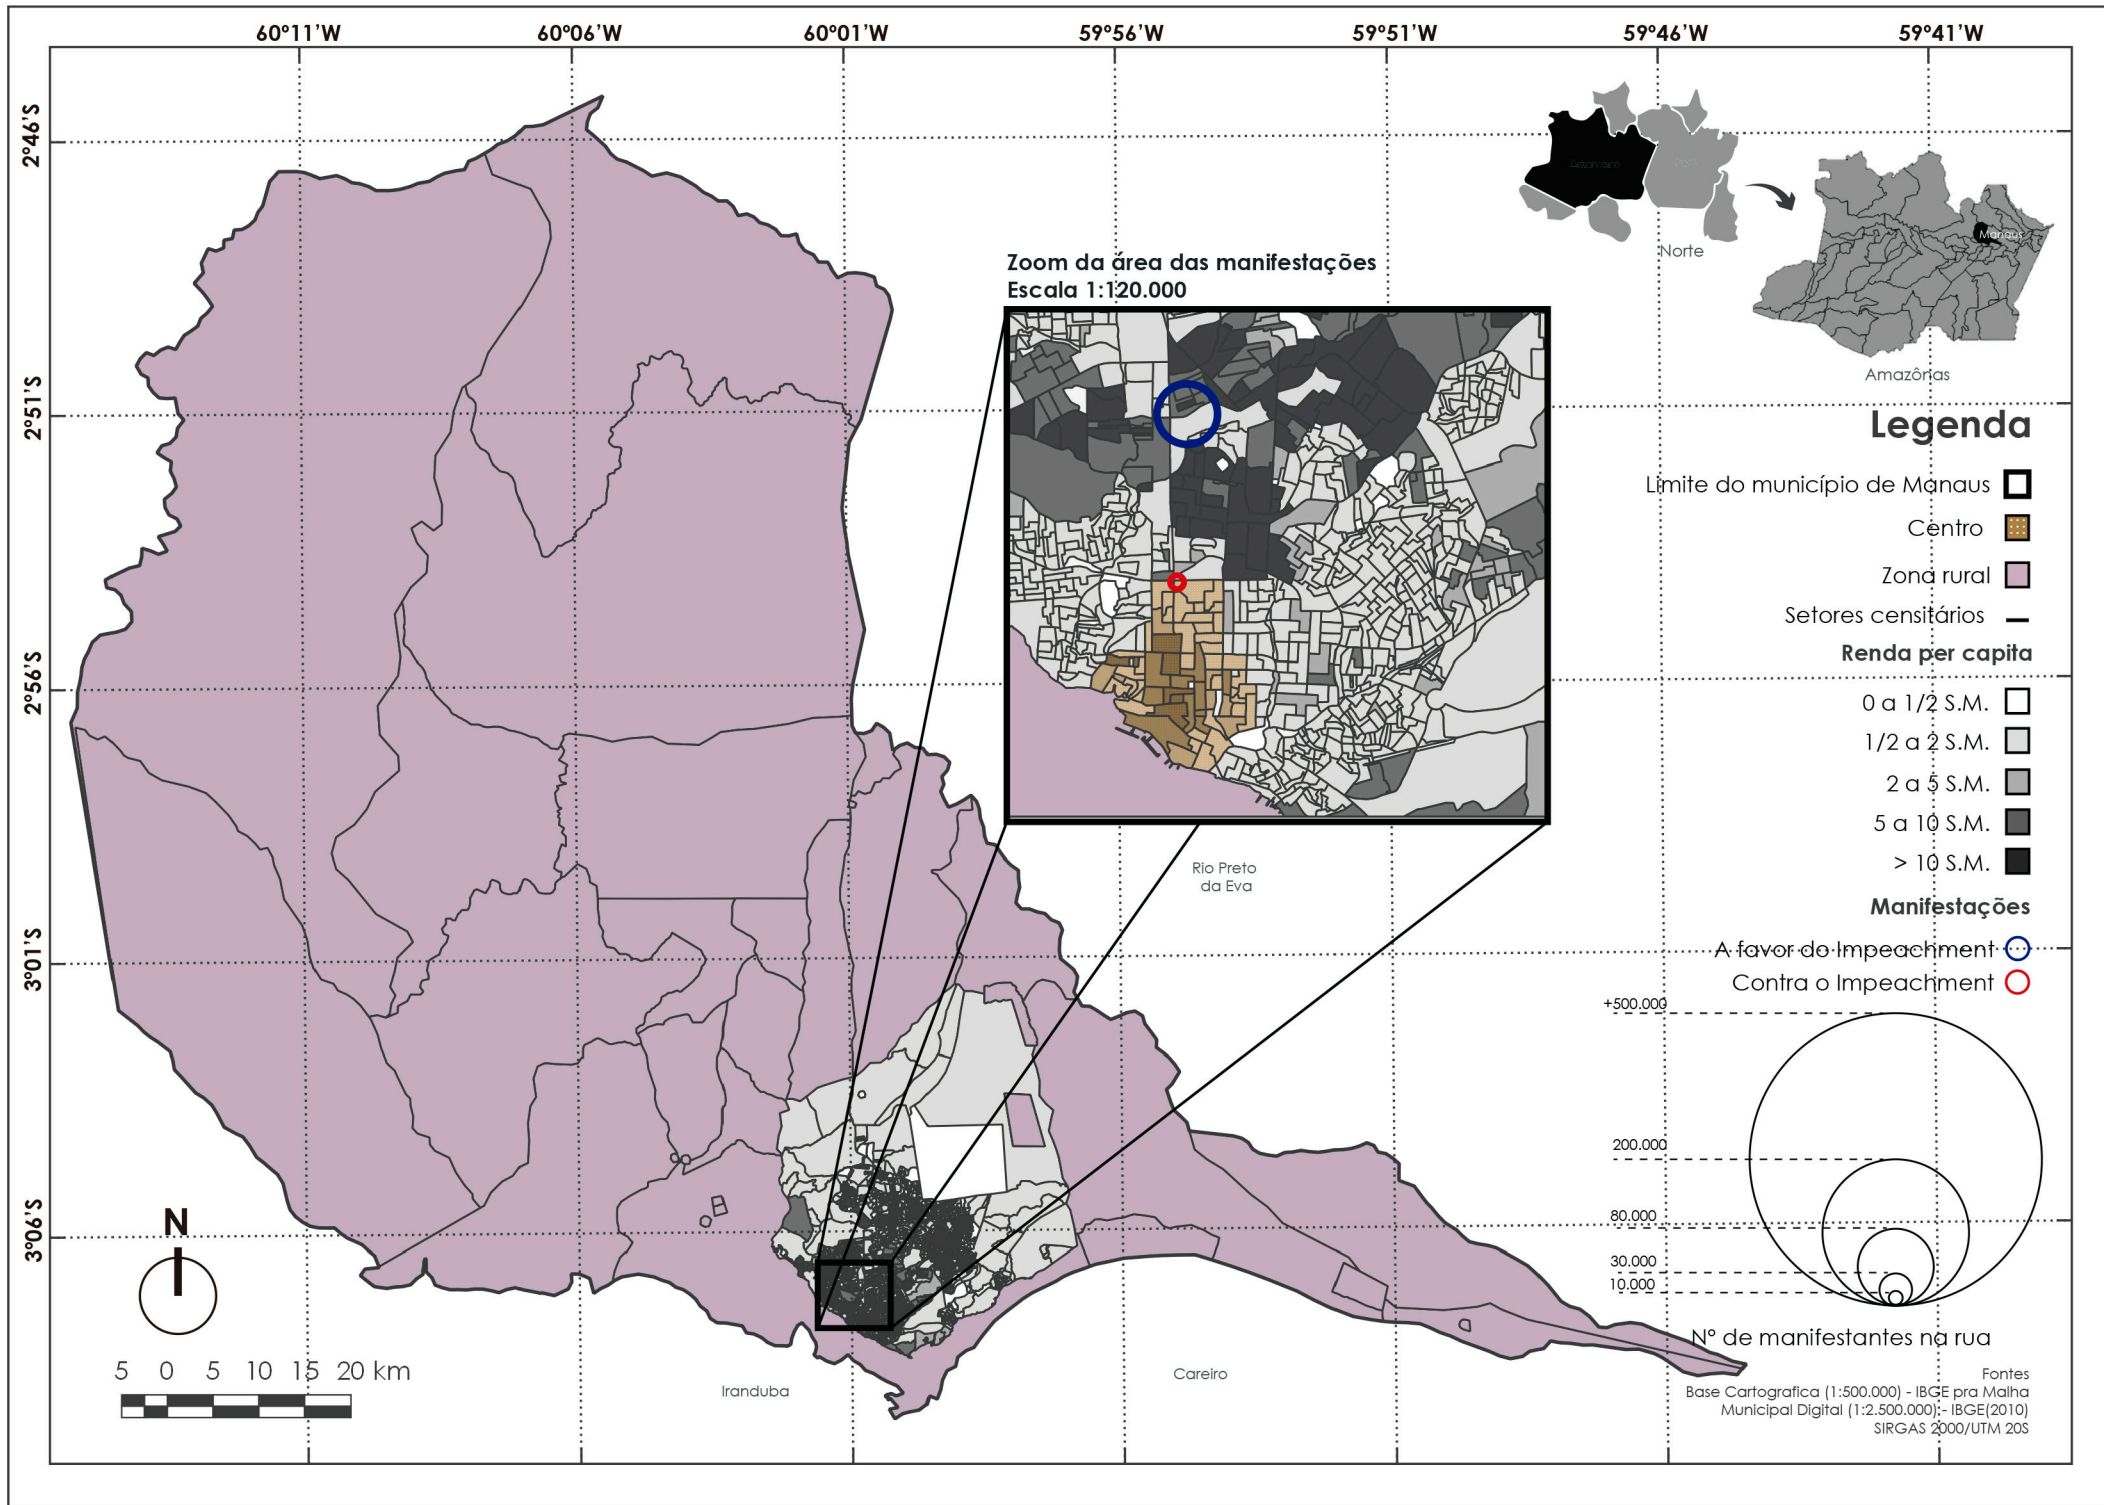 60°11'W
60°06'W
60°01'W
59°56'W
59°51'W
59°46'W
59°41'W
2°46'S
2°51'S
2°56'S
3°01'S
3°06'S
Norte
Manaus
Amazônas
Zoom da área das manifestações
Escala 1:120.000
Legenda
Limite do município de Manaus
Centro
Zona rural
Setores censitários
Renda per capita
0 a 1/2 S.M.
1/2 a 2 S.M.
2 a 5 S.M.
5 a 10 S.M.
> 10 S.M.
Manifestações
A favor do Impeachment
Contra o Impeachment
+500.000
200.000
80.000
30.000
10.000
N° de manifestantes na rua
Rio Preto
da Eva
Iranduba
Careiro
N
5 0 5 10 15 20 km
Fontes
Base Cartografica (1:500.000) - IBGE pra Malha
Municipal Digital (1:2.500.000) - IBGE(2010)
SIRGAS 2000/UTM 20S